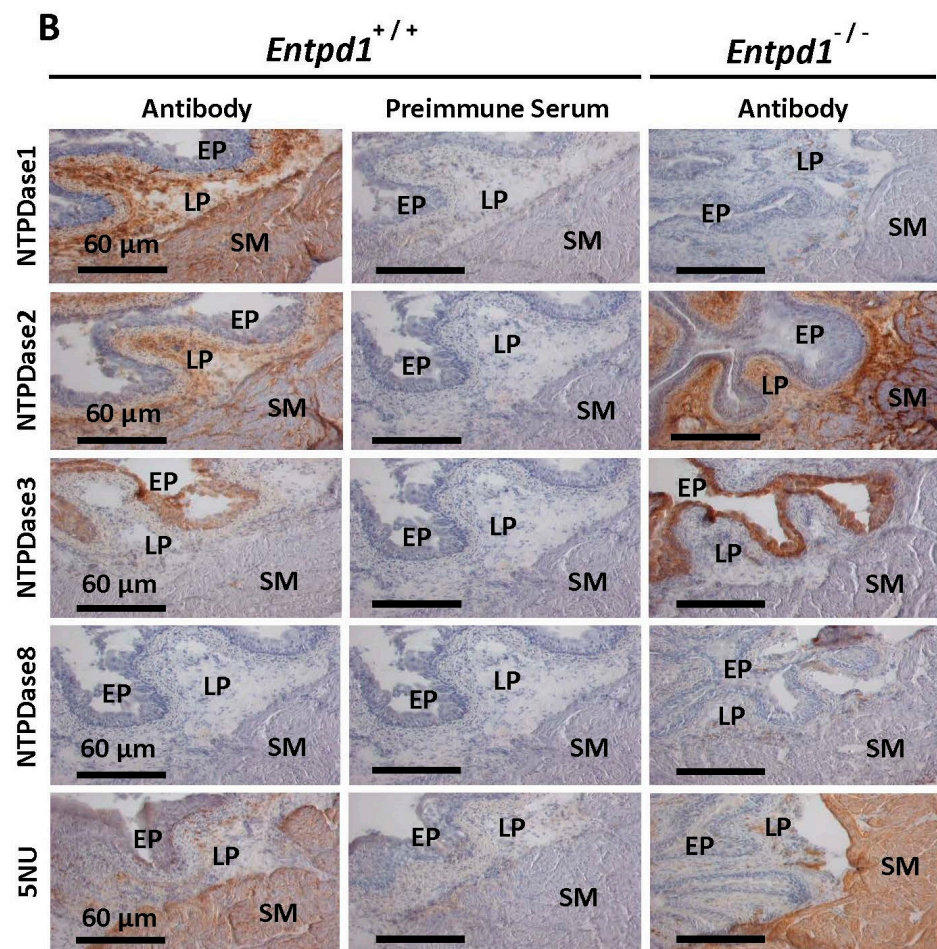 B
Entpd1+/+
Entpd1-/-
Antibody
Preimmune Serum
Antibody
NTPDase1
EP
LP
SM
60 µm
EP
LP
SM
LP
EP
SM
NTPDase2
EP
LP
SM
60 µm
LP
EP
SM
EP
LP
SM
NTPDase3
EP
LP
SM
60 µm
LP
EP
SM
EP
LP
SM
NTPDase8
EP
LP
SM
60 µm
EP
LP
SM
EP
LP
SM
5NU
EP
LP
SM
60 µm
EP
LP
SM
LP
EP
SM